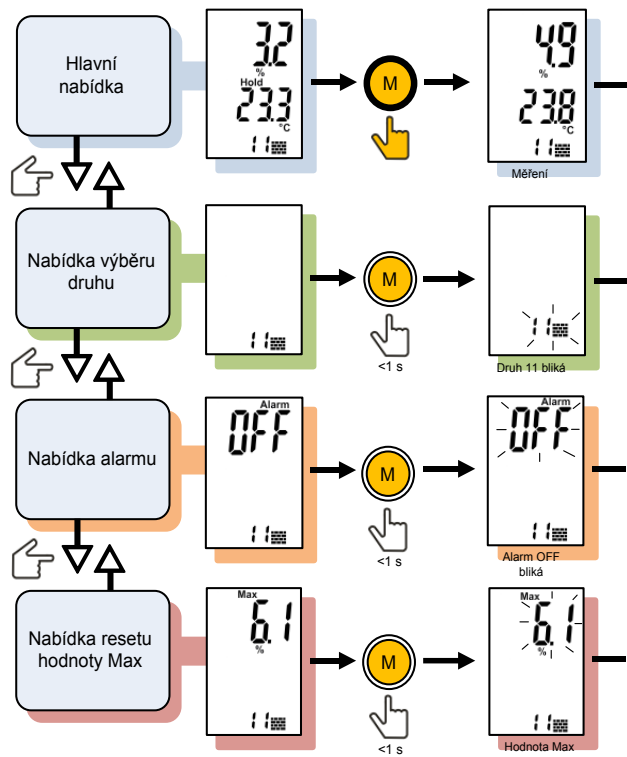 Hlavní
nabídka
3.2
%
Hold
23.3
°C
11
M
4.9
%
23.8
°C
11
Měření
Nabídka výběru
druhu
11
M
<1 s
11
Druh 11 bliká
Nabídka alarmu
Alarm
OFF
11
M
<1 s
Alarm
OFF
11
Alarm OFF
bliká
Nabídka resetu
hodnoty Max
Max
6.1
%
11
M
<1 s
Max
6.1
%
11
Hodnota Max